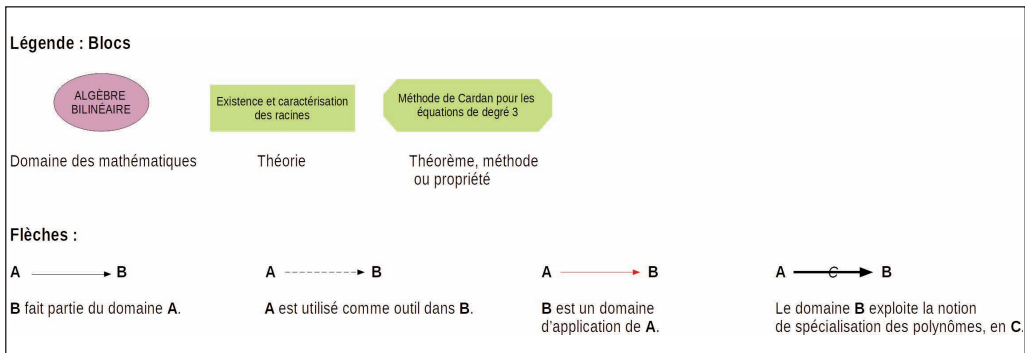 Légende : Blocs
ALGÈBRE
BILINÉAIRE
Existence et caractérisation
des racines
Méthode de Cardan pour les
équations de degré 3
Domaine des mathématiques
Théorie
Théorème, méthode
ou propriété
Flèches :
A B
A B
A B
A C B
B fait partie du domaine A.
A est utilisé comme outil dans B.
B est un domaine
d'application de A.
Le domaine B exploite la notion
de spécialisation des polynômes, en C.